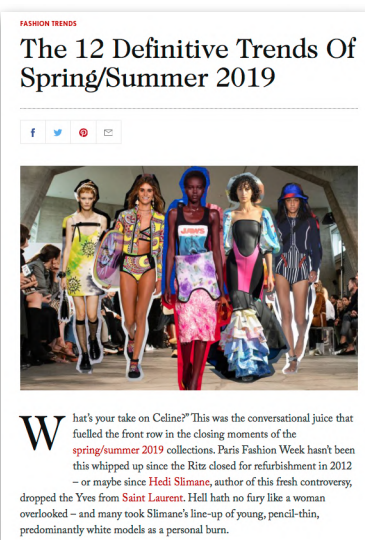 FASHION TRENDS
The 12 Definitive Trends Of
Spring/Summer 2019
JAWS
What's your take on Celine?” This was the conversational juice that
fuelled the front row in the closing moments of the
spring/summer 2019 collections. Paris Fashion Week hasn't been
this whipped up since the Ritz closed for refurbishment in 2012
– or maybe since Hedi Slimane, author of this fresh controversy,
dropped the Yves from Saint Laurent. Hell hath no fury like a woman
overlooked – and many took Slimane's line-up of young, pencil-thin,
predominantly white models as a personal burn.